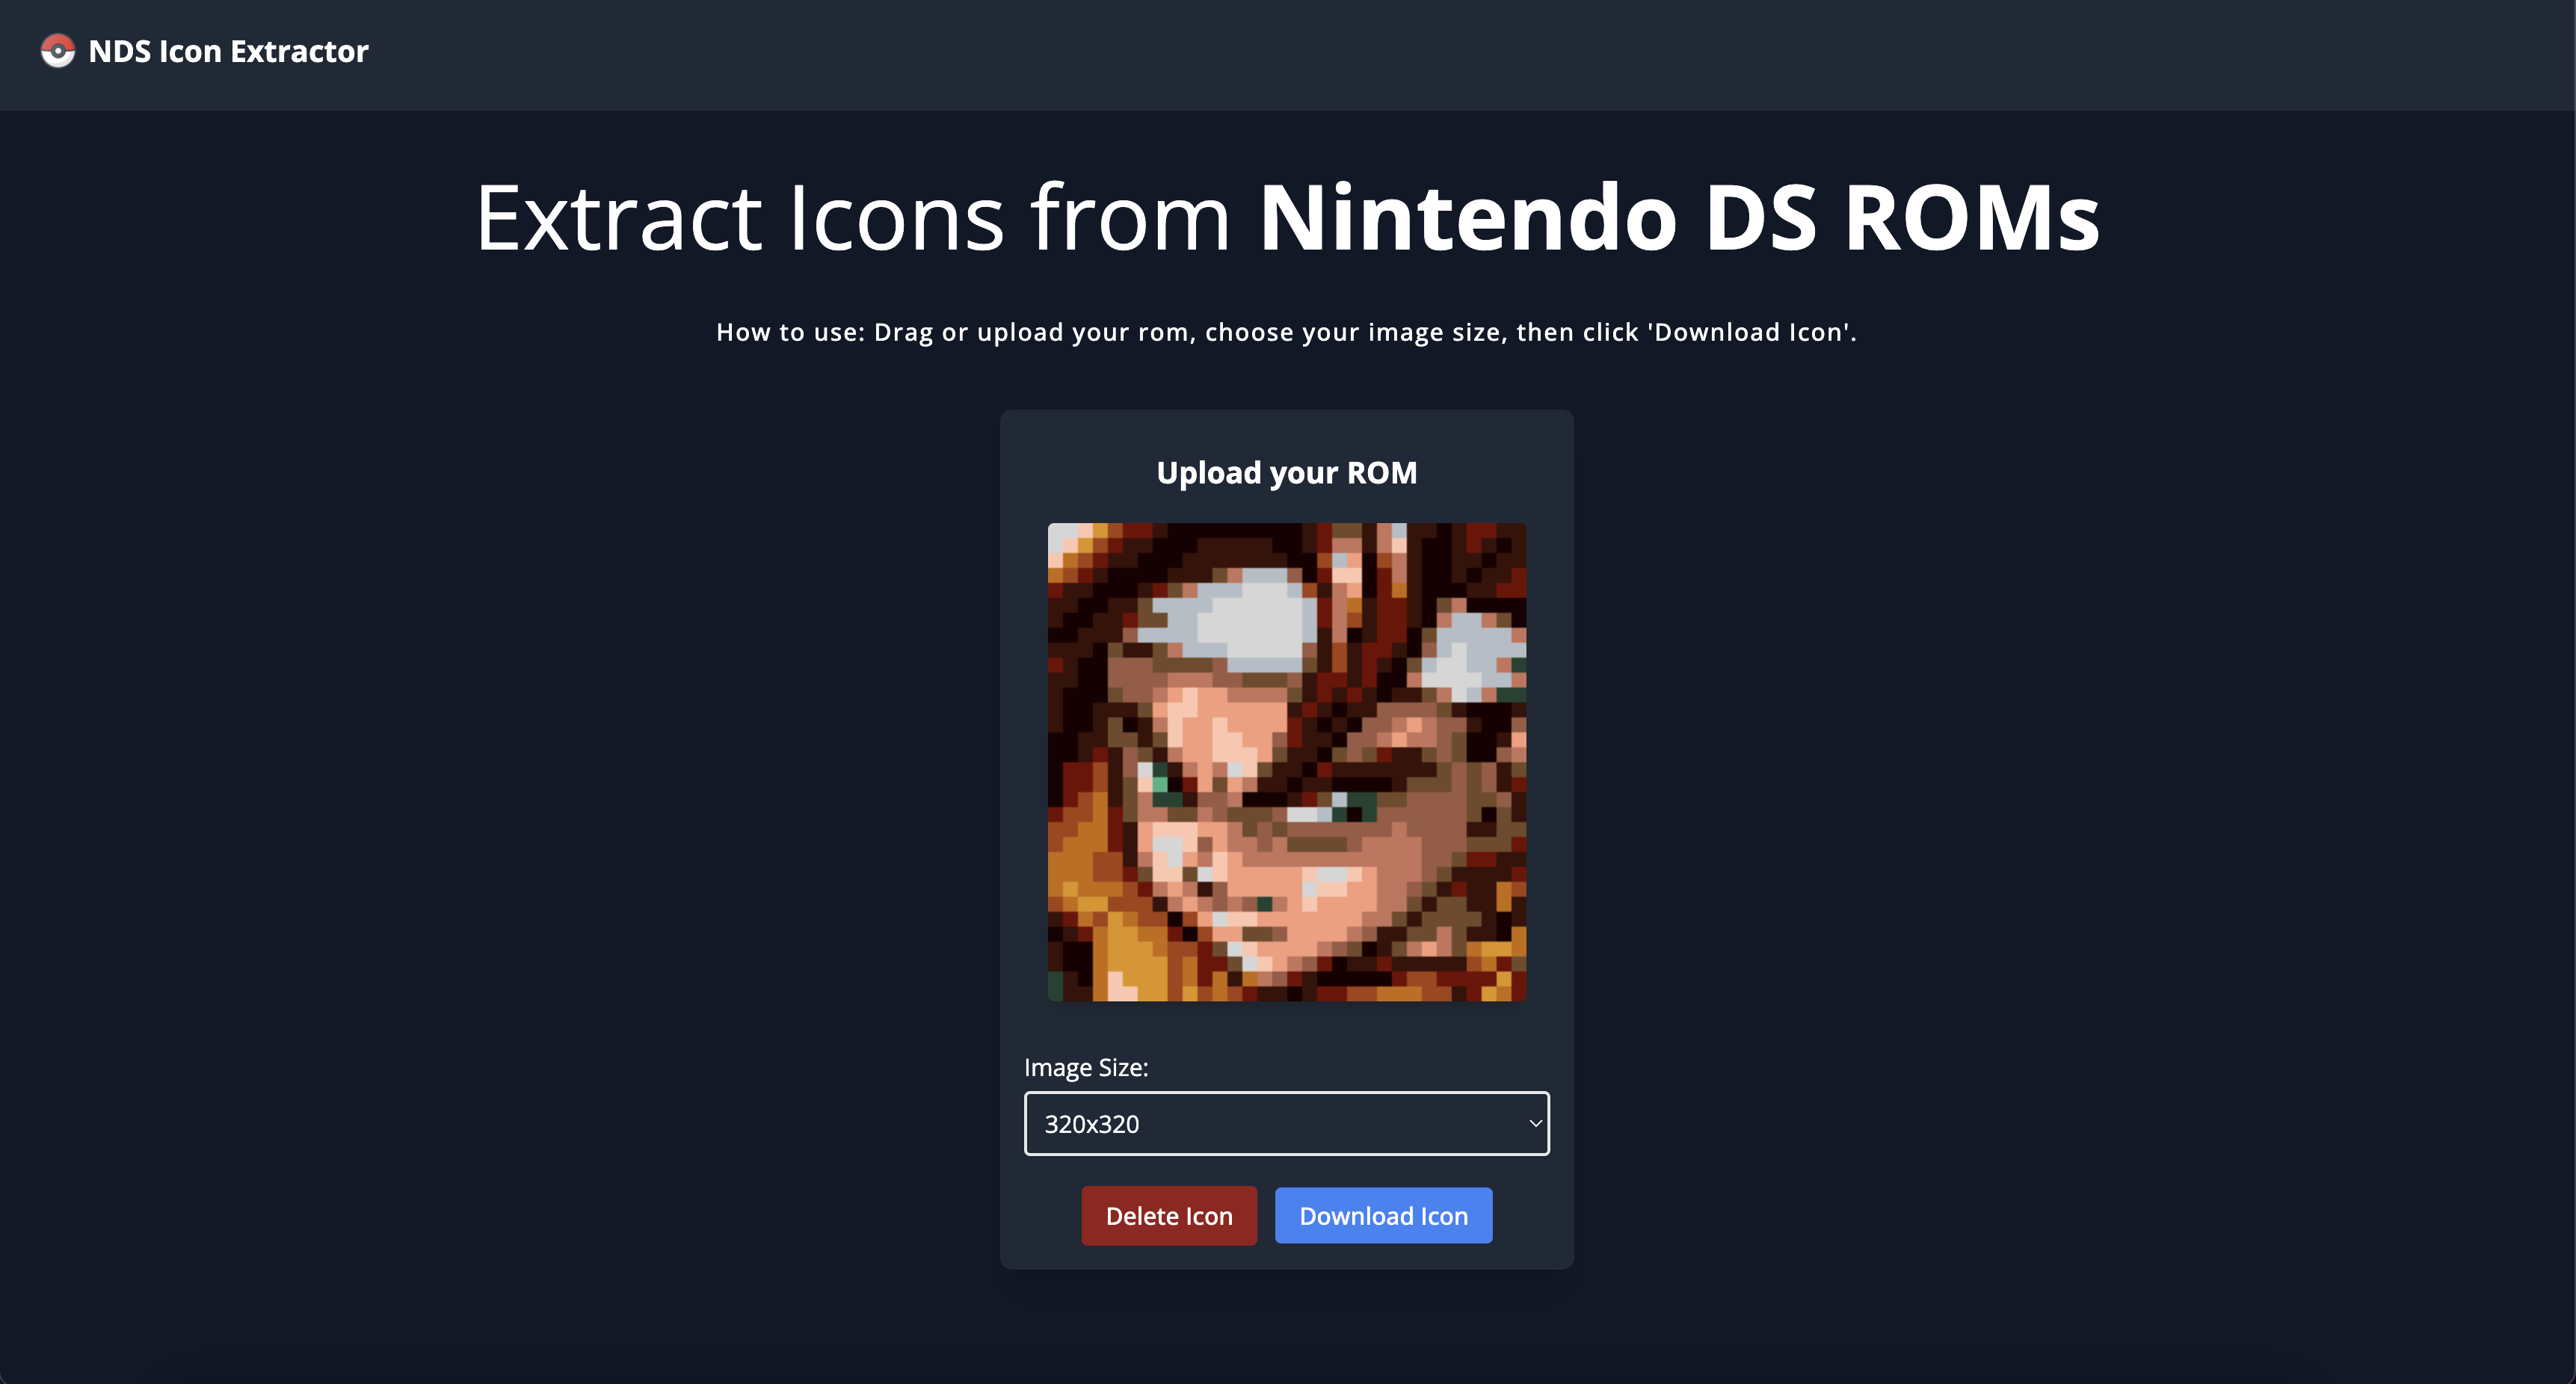 NDS Icon Extractor
Extract Icons from Nintendo DS ROMs
How to use: Drag or upload your rom, choose your image size, then click 'Download Icon'.
Upload your ROM
Image Size:
320x320
Delete Icon
Download Icon